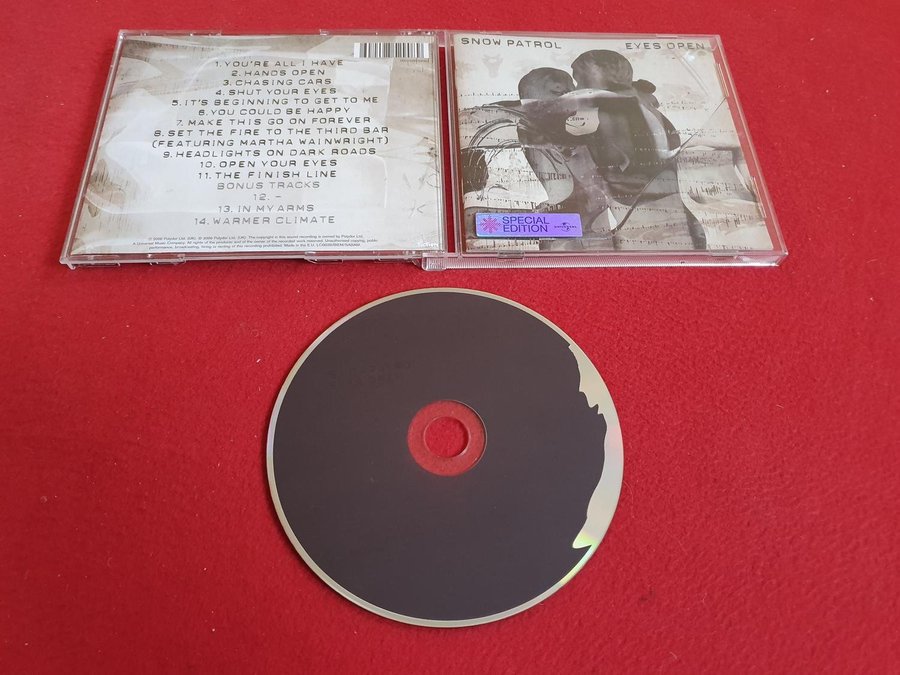 1. YOU'RE ALL I HAVE
2. HANDS OPEN
3. CHASING CARS
4. SHUT YOUR EYES
5. IT'S BEGINNING TO GET TO ME
6. YOU COULD BE HAPPY
7. MAKE THIS GO ON FOREVER
8. SET THE FIRE TO THE THIRD BAR
(FEATURING MARTHA WAINWRIGHT)
9. HEADLIGHTS ON DARK ROADS
10. OPEN YOUR EYES
11. THE FINISH LINE
BONUS TRACKS
12. -
13. IN MY ARMS
14. WARMER CLIMATE
SNOW PATROL EYES OPEN
SPECIAL
EDITION